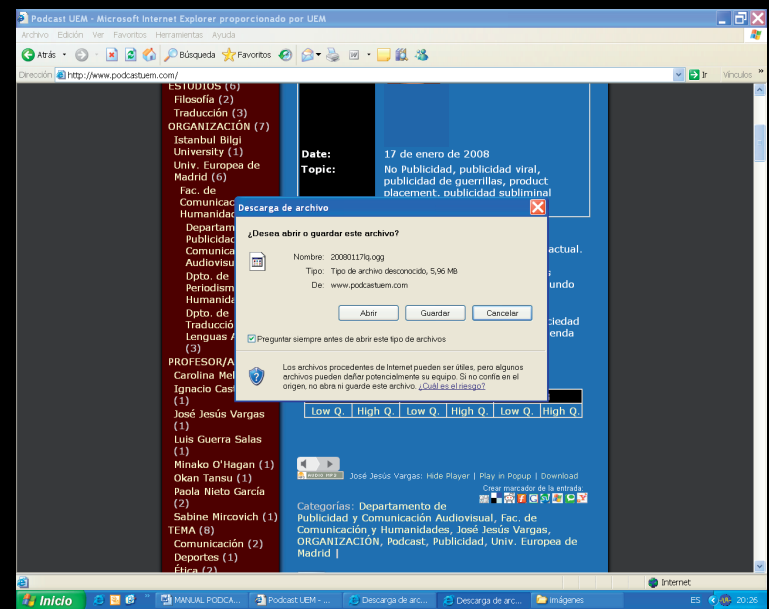 Podcast UEM - Microsoft Internet Explorer proporcionado por UEM
Archivo Edición Ver Favoritos Herramientas Ayuda
Atrás Búsqueda Favoritos
Dirección http://www.podcastuem.com/ Ir Vínculos »
ESTUDIOS (6)
Filosofía (2)
Traducción (3)
ORGANIZACIÓN (7)
Istanbul Bilgi
University (1)
Univ. Europea de
Madrid (6)
Fac. de
Comunicac
Humanidad
Departam
Publicidad
Comunica
Audiovisu
Dpto. de
Periodism
Humanida
Dpto. de
Traducció
Lenguas A
(3)
PROFESOR/A
Carolina Mel
Ignacio Cast
(1)
José Jesús Vargas
(1)
Luis Guerra Salas
(1)
Minako O'Hagan (1)
Okan Tansu (1)
Paola Nieto García
(2)
Sabine Mircovich (1)
TEMA (8)
Comunicación (2)
Deportes (1)
Ética (2)
Date: 17 de enero de 2008
Topic: No Publicidad, publicidad viral,
publicidad de guerrillas, product
placement, publicidad subliminal
actual.
undo
ciedad
enda
Descarga de archivo
¿Desea abrir o guardar este archivo?
Nombre: 20080117lq.ogg
Tipo: Tipo de archivo desconocido, 5,96 MB
De: www.podcastuem.com
Abrir Guardar Cancelar
Preguntar siempre antes de abrir este tipo de archivos
Los archivos procedentes de Internet pueden ser útiles, pero algunos
archivos pueden dañar potencialmente su equipo. Si no confía en el
origen, no abra ni guarde este archivo. ¿Cuál es el riesgo?
Low Q. High Q. Low Q. High Q. Low Q. High Q.
José Jesús Vargas: Hide Player | Play in Popup | Download
Crear marcador de la entrada:
Categorías: Departamento de
Publicidad y Comunicación Audiovisual, Fac. de
Comunicación y Humanidades, José Jesús Vargas,
ORGANIZACIÓN, Podcast, Publicidad, Univ. Europea de
Madrid |
Internet
Inicio » MANUAL PODCA... Podcast UEM - ... Descarga de arc... Descarga de arc... imágenes ES 20:26